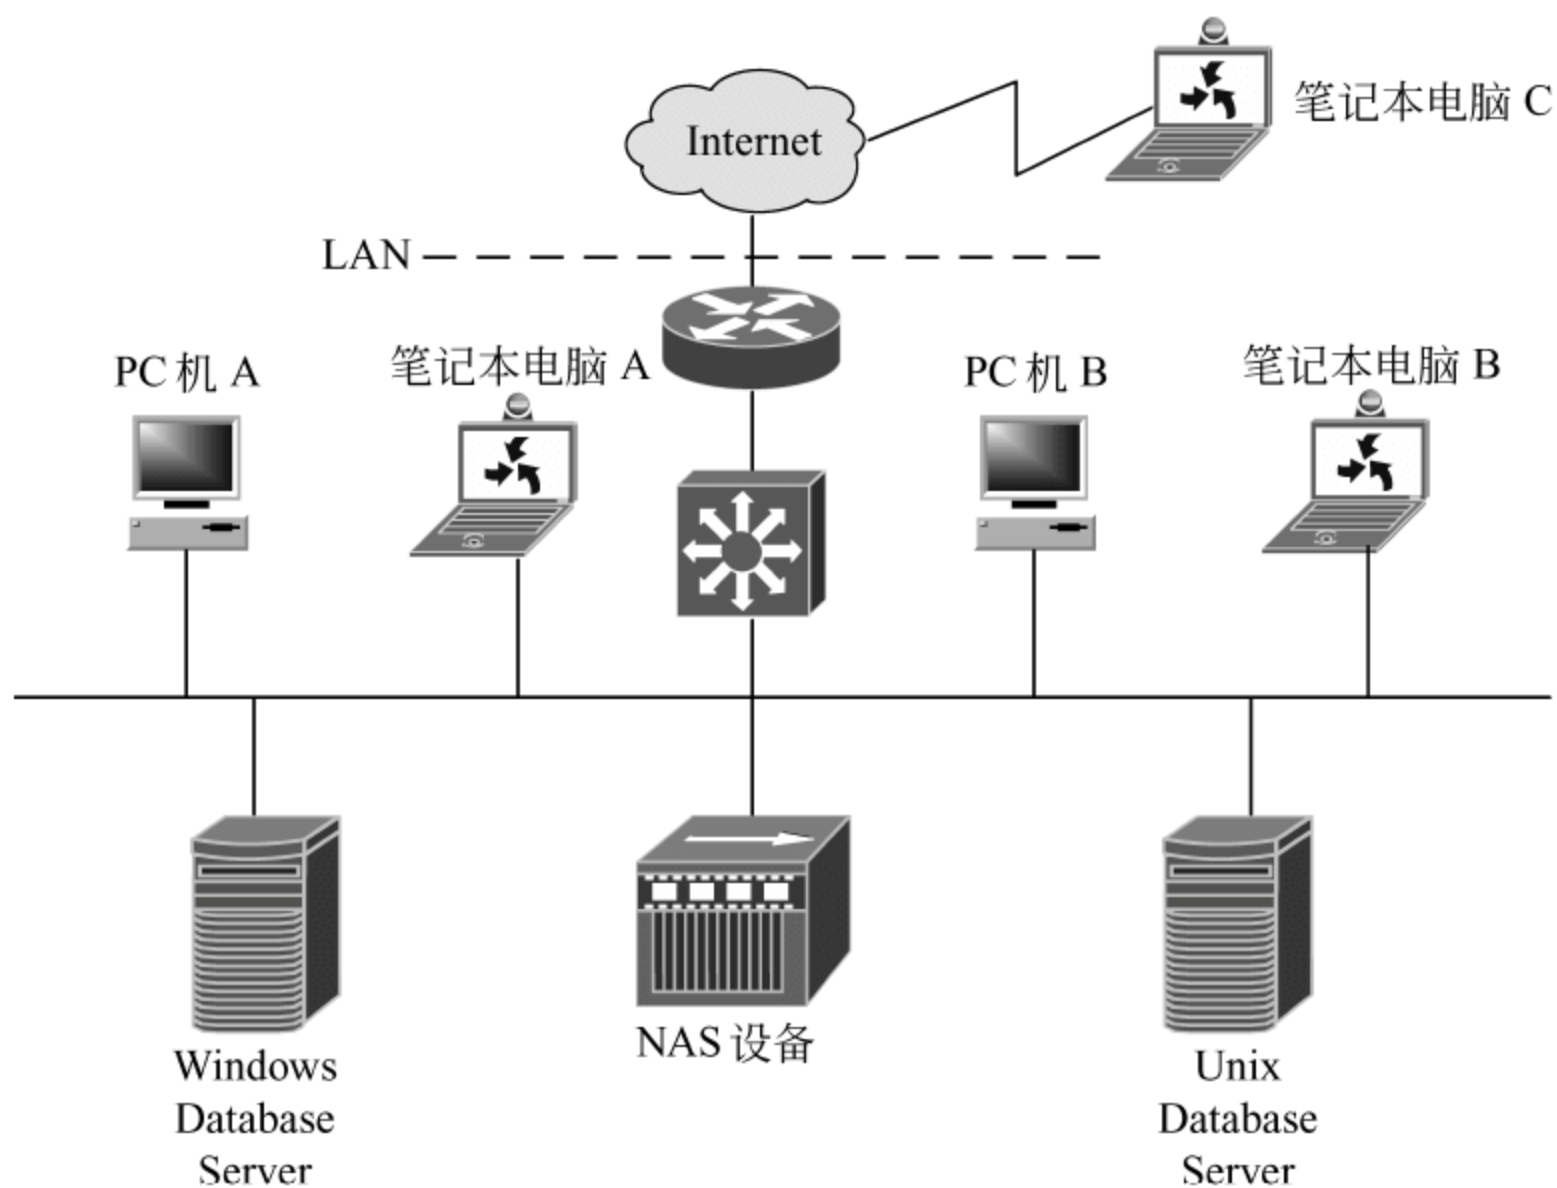 笔记本电脑 C
Internet
LAN
PC 机 A
笔记本电脑 A
PC 机 B
笔记本电脑 B
NAS 设备
Windows
Database
Server
Unix
Database
Server